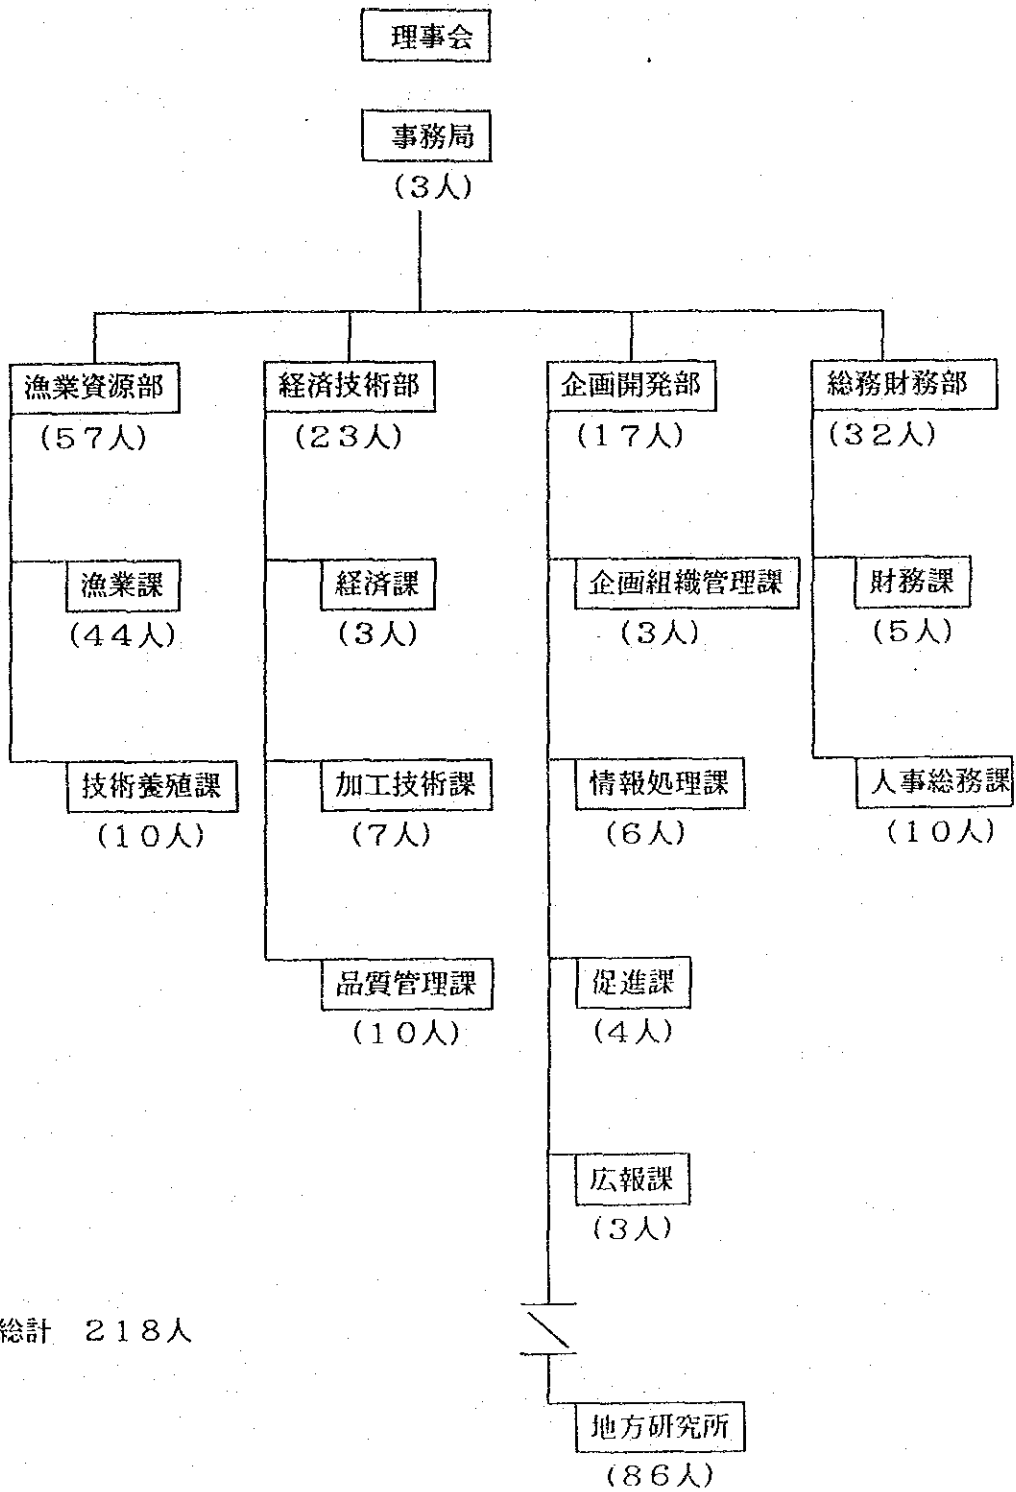 理事会
事務局
(3人)
漁業資源部 経済技術部 企画開発部 総務財務部
(57人) (23人) (17人) (32人)
漁業課 経済課 企画組織管理課 財務課
(44人) (3人) (3人) (5人)
技術養殖課 加工技術課 情報処理課 人事総務課
(10人) (7人) (6人) (10人)
品質管理課 促進課
(10人) (4人)
広報課
(3人)
総計 218人
地方研究所
(86人)